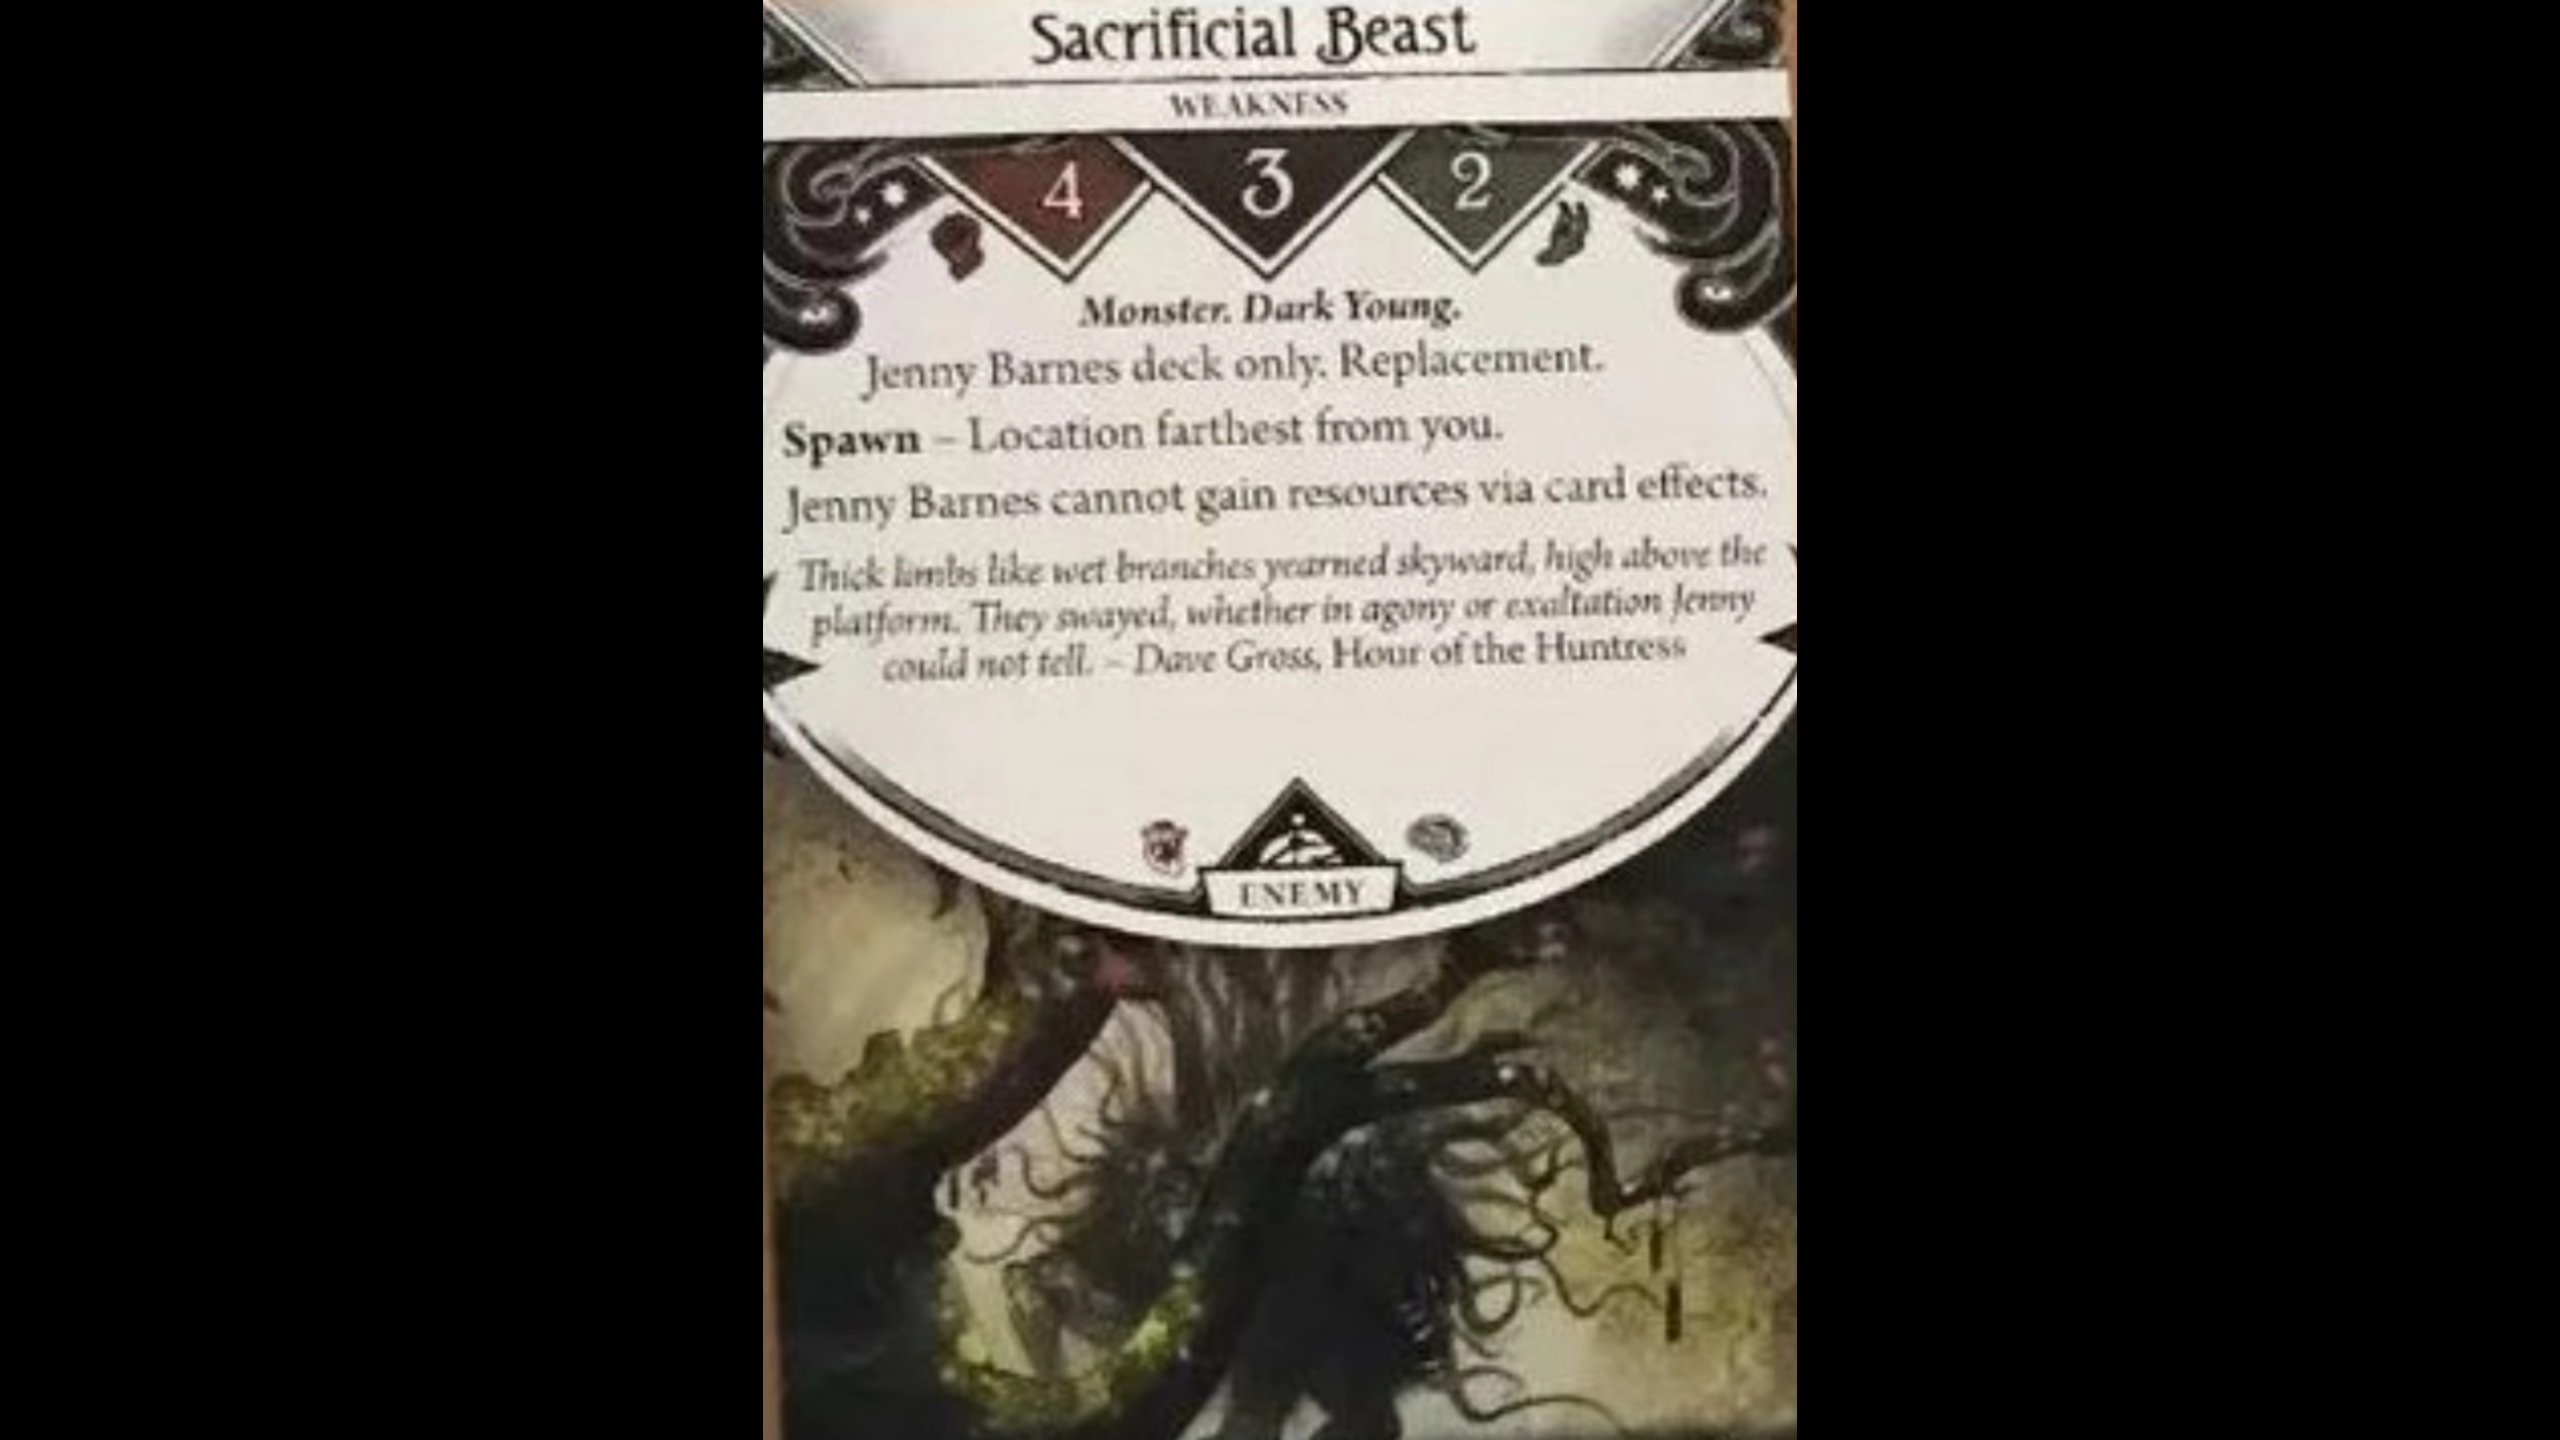 Sacrificial Beast
WEAKNESS
4 3 2
Monster. Dark Young.
Jenny Barnes deck only. Replacement.
Spawn – Location farthest from you.
Jenny Barnes cannot gain resources via card effects.
Thick limbs like wet branches yearned skyward, high above the
platform. They swayed, whether in agony or exaltation Jenny
could not tell. – Dave Gross, Hour of the Huntress
ENEMY